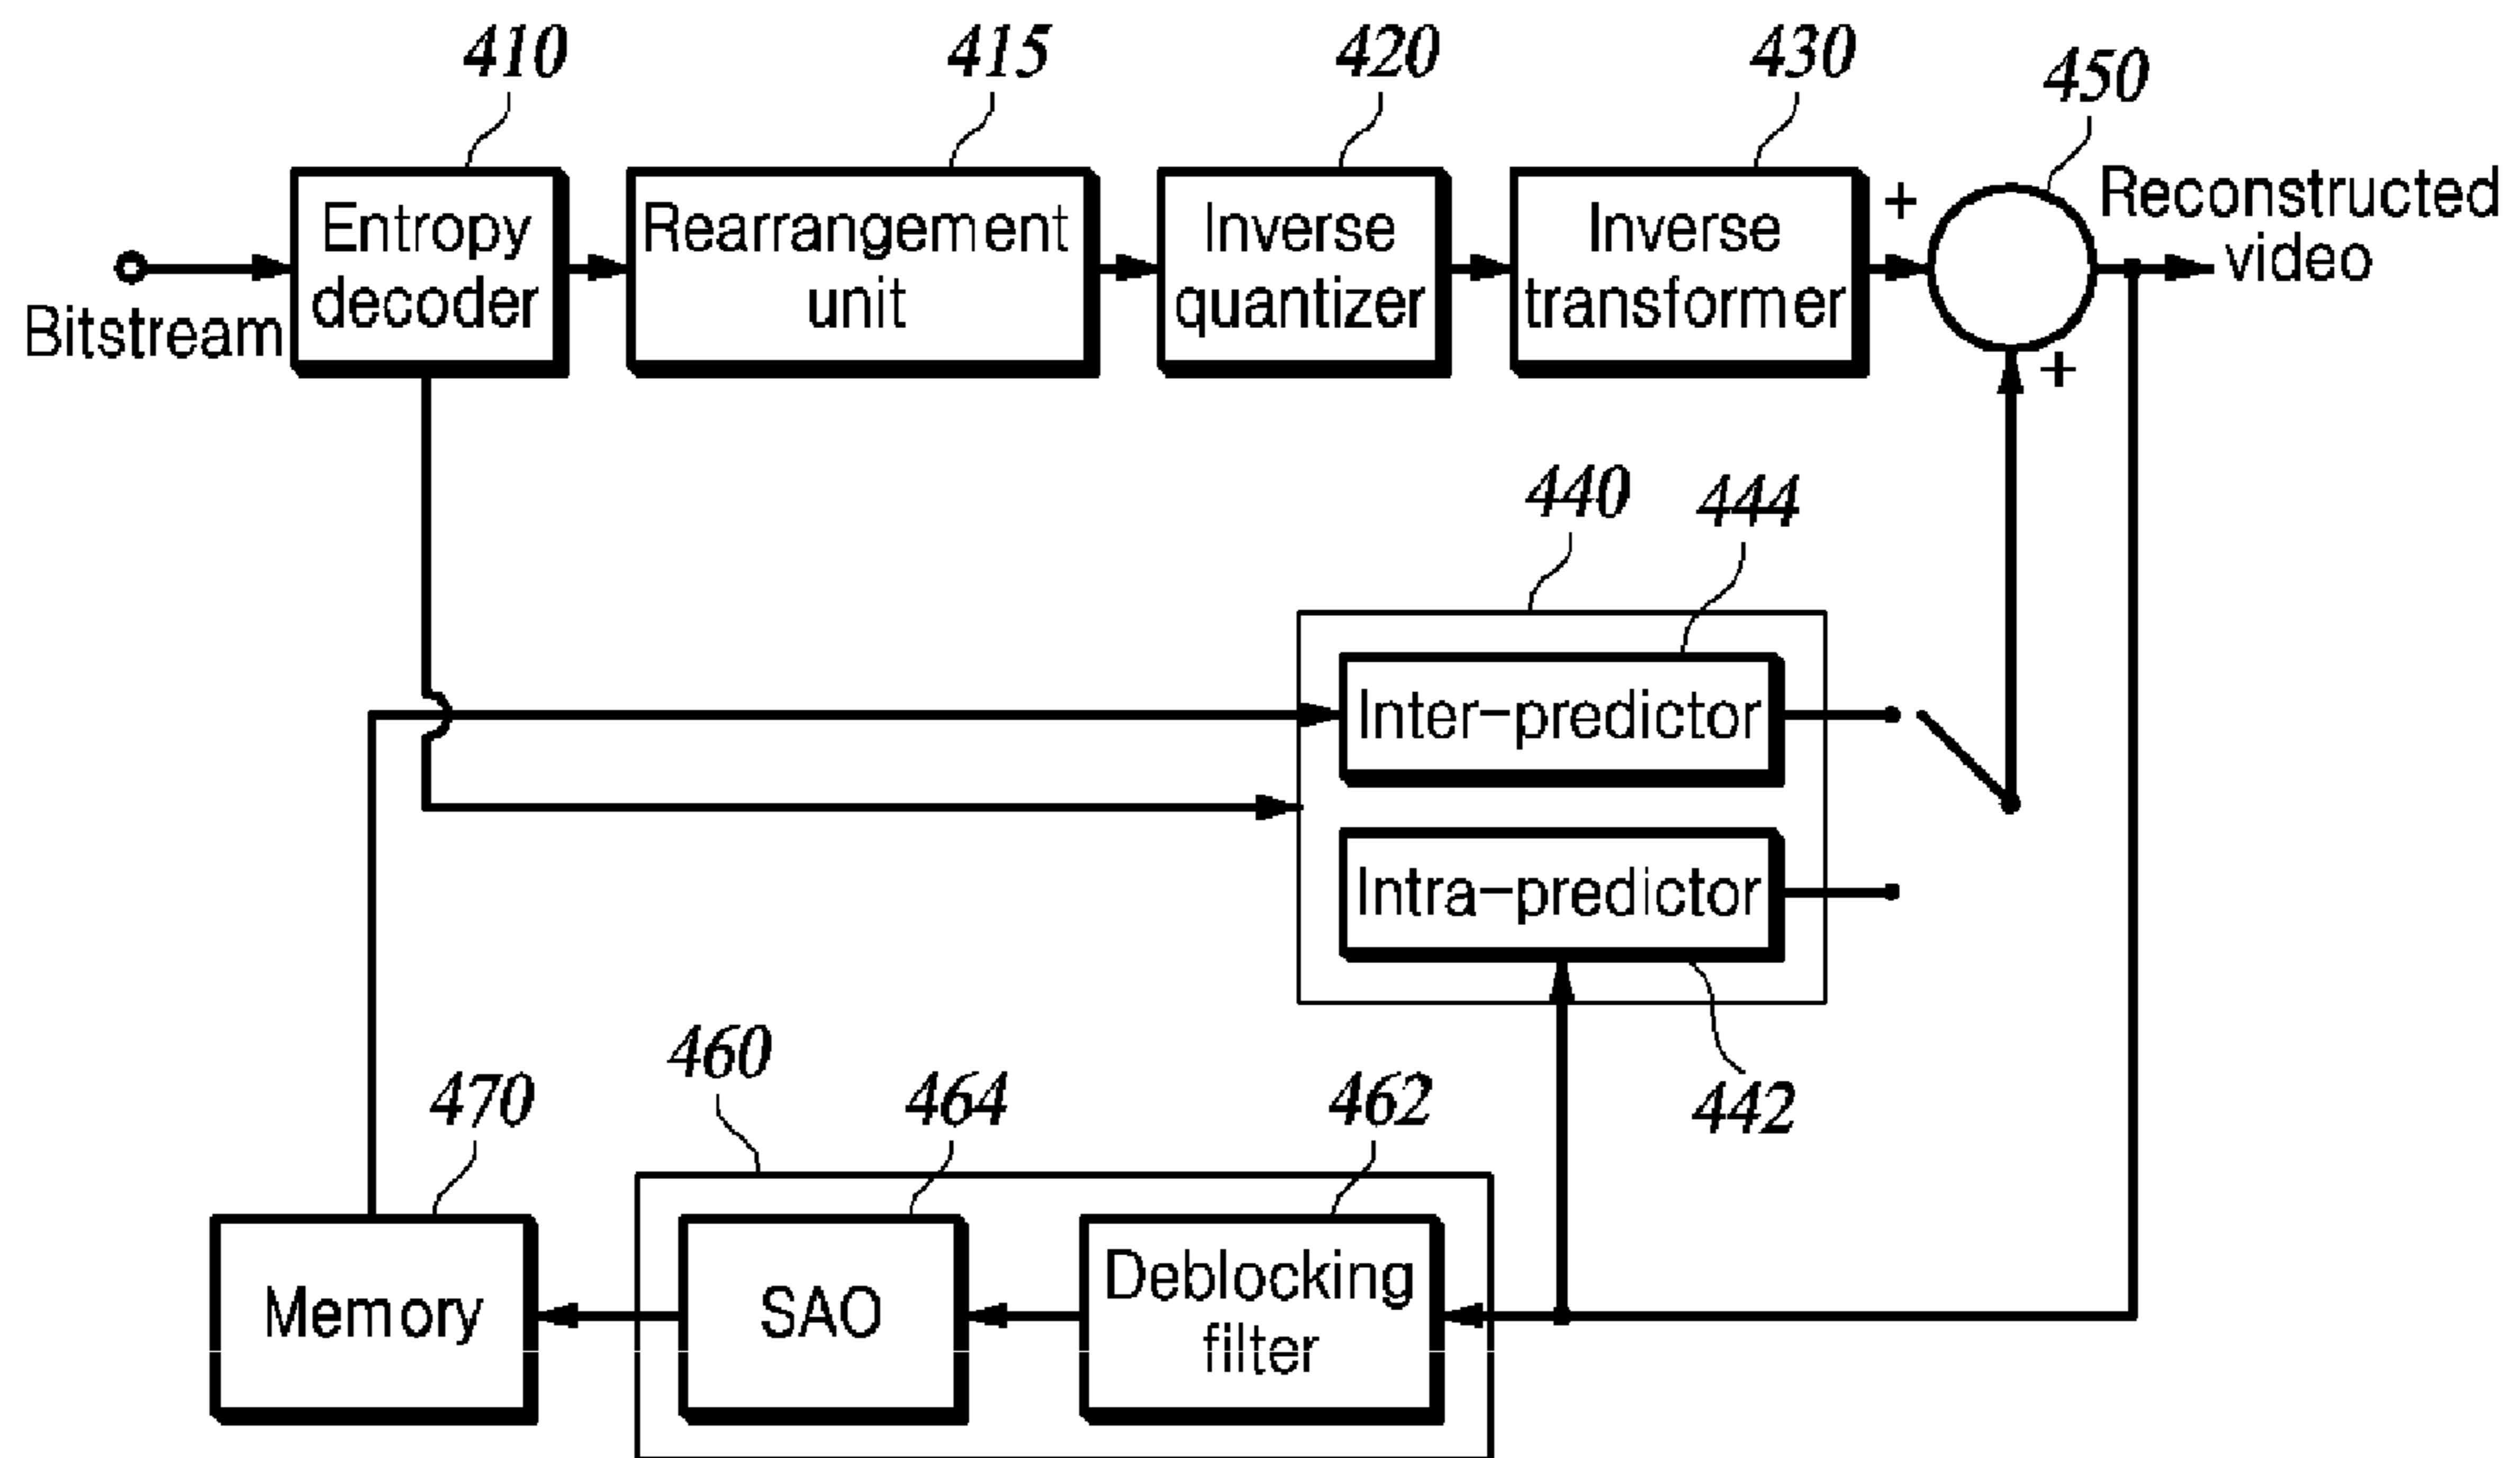 410
415
420
430
450
Entropy
decoder
Rearrangement
unit
Inverse
quantizer
Inverse
transformer
+
+
Reconstructed
video
Bitstream
440
444
Inter-predictor
Intra-predictor
442
460
464
462
470
Memory
SAO
Deblocking
filter